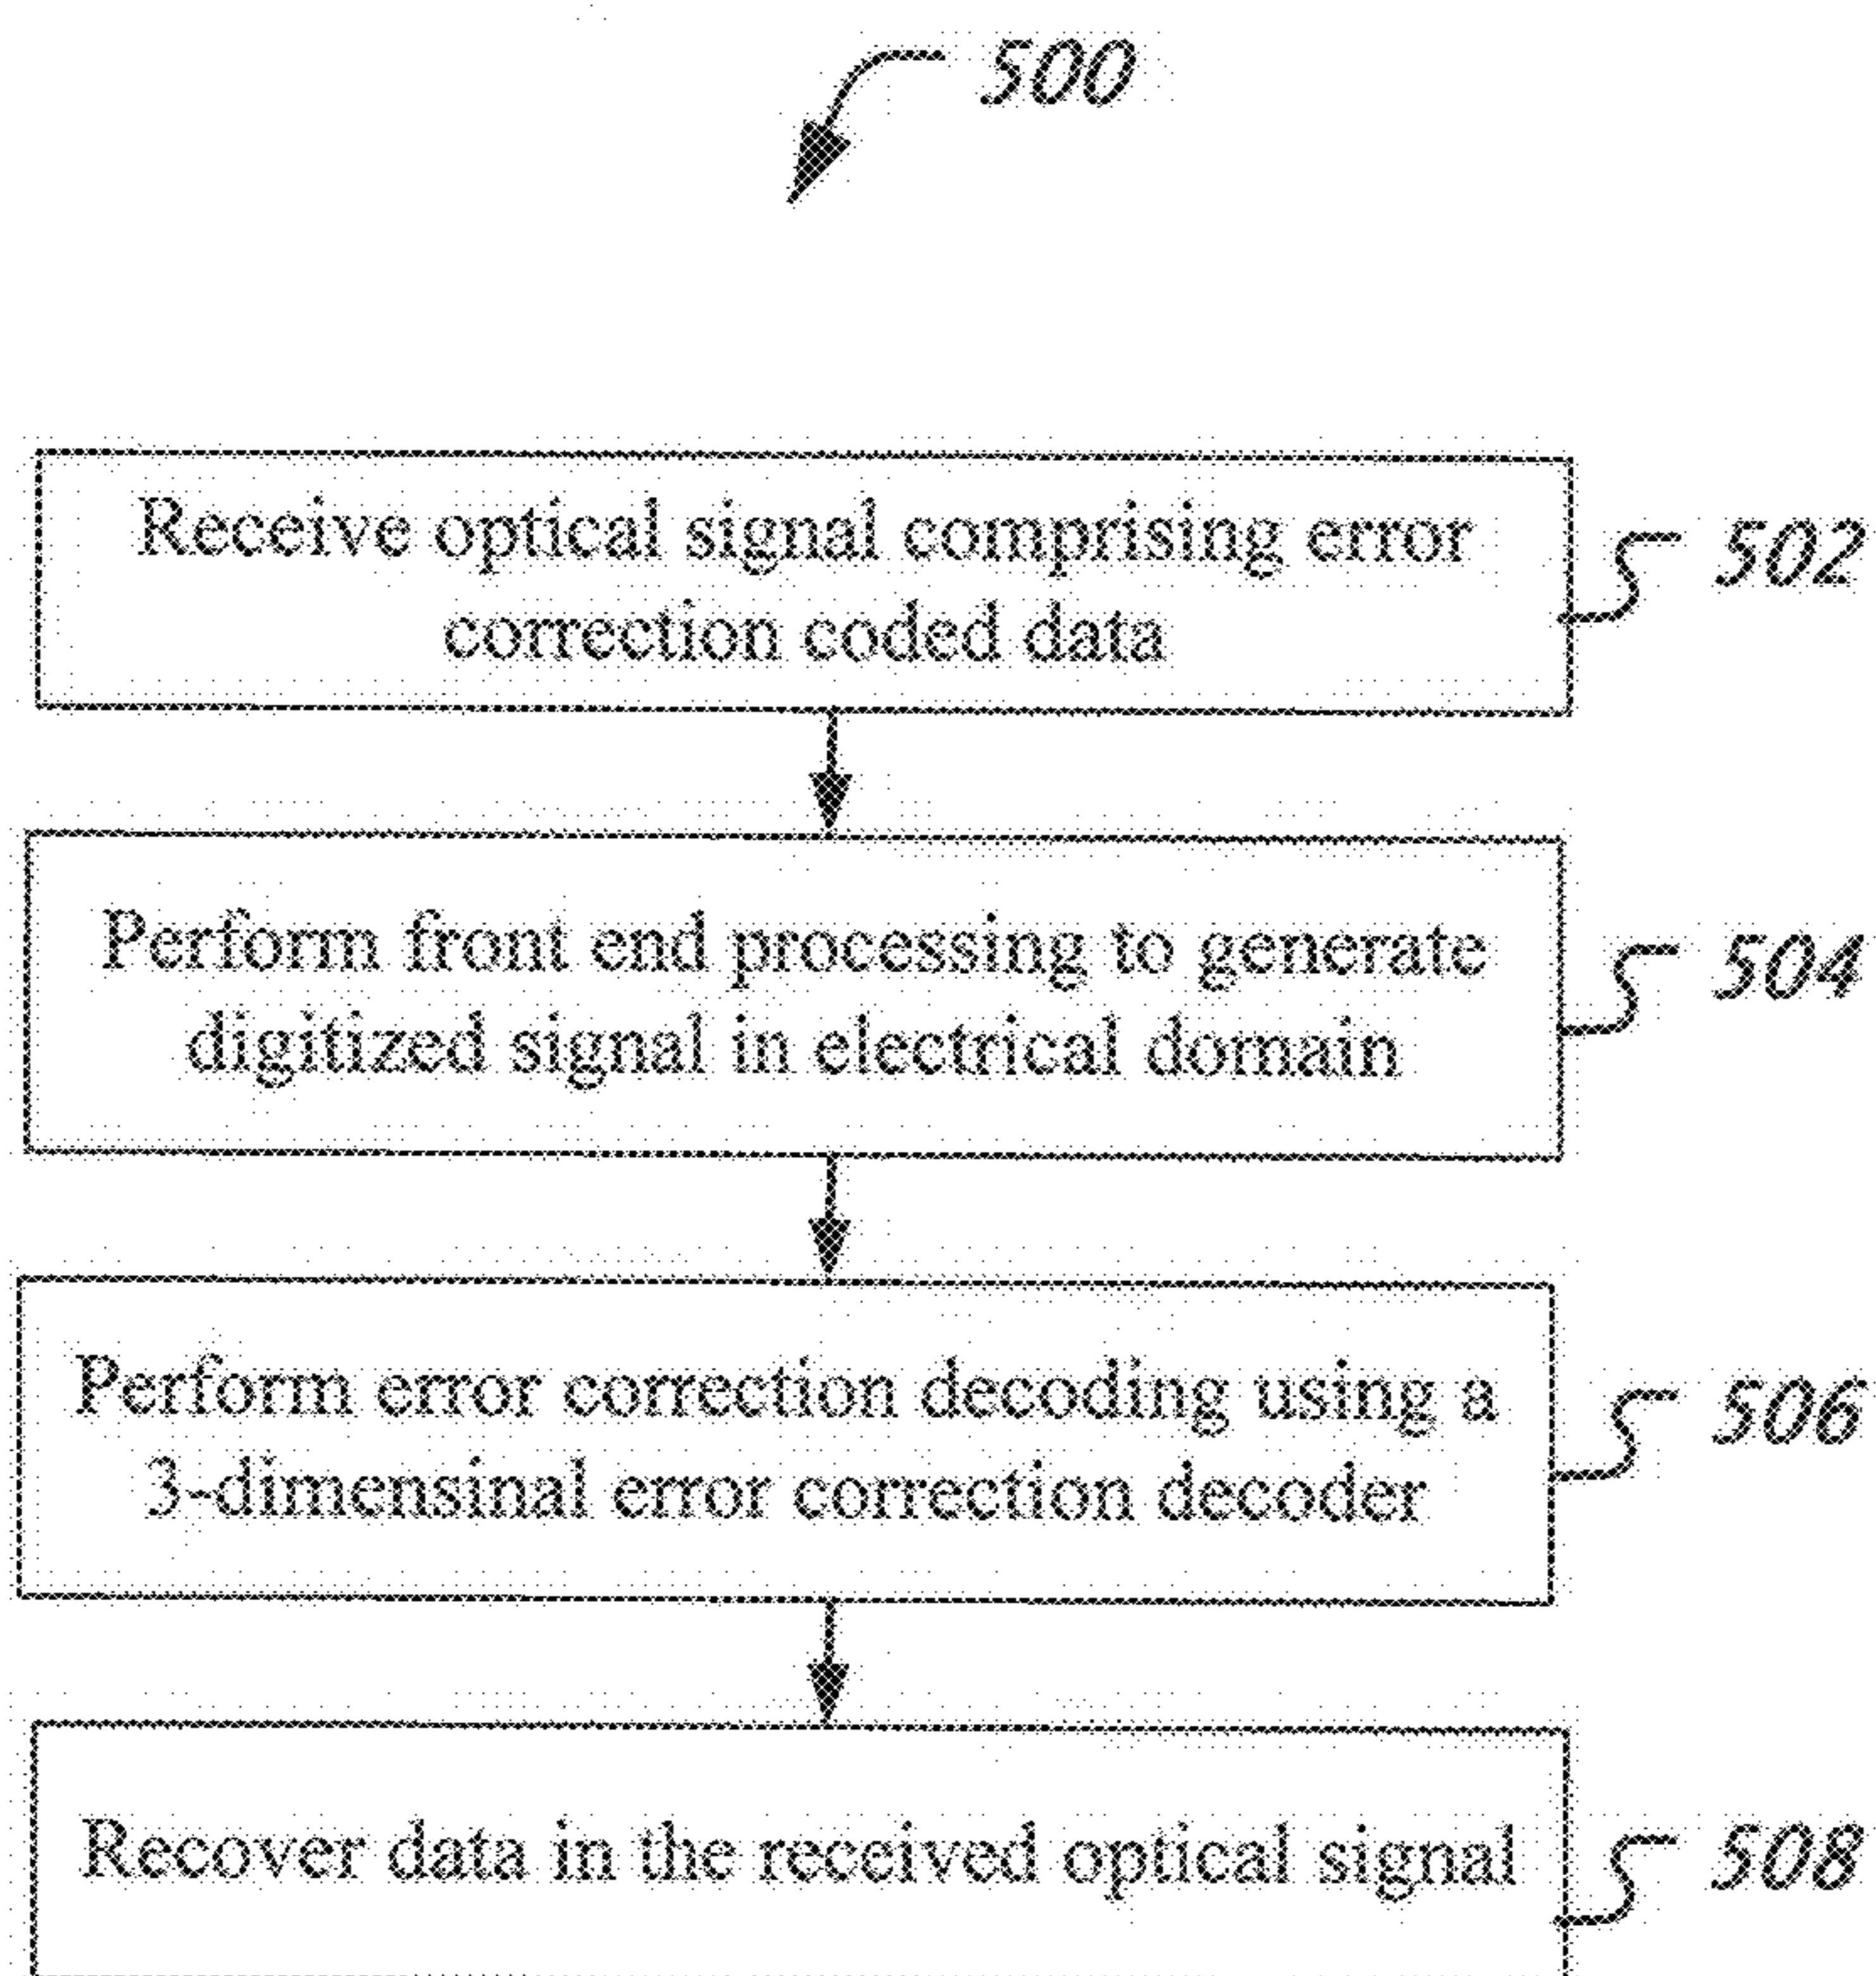 500
Receive optical signal comprising error
correction coded data
502
Perform front end processing to generate
digitized signal in electrical domain
504
Perform error correction decoding using a
3-dimensinal error correction decoder
506
Recover data in the received optical signal
508